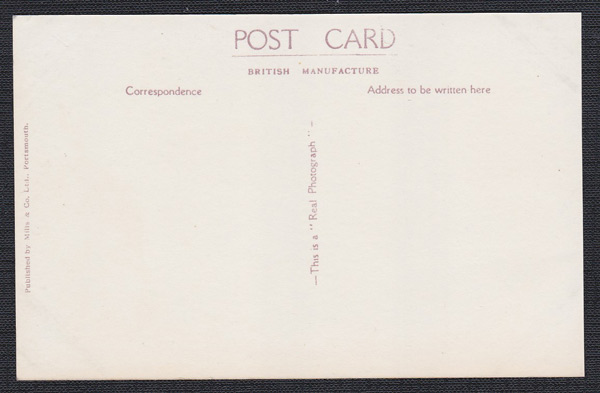 POST CARD
BRITISH MANUFACTURE
Correspondence
Address to be written here
—This is a "Real Photograph"—
Published by Mills & Co, Ltd., Portsmouth.